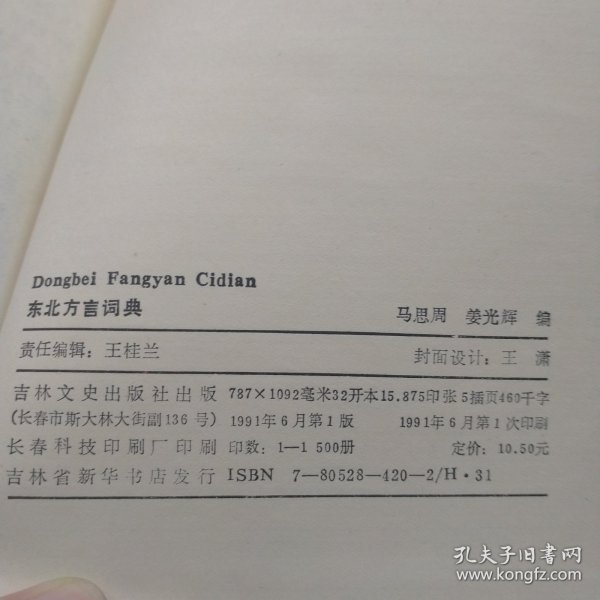 Dongbei Fangyan Cidian
东北方言词典
马思周 姜光辉 编
责任编辑：王桂兰 封面设计：王 潇
吉林文史出版社出版 787×1092毫米32开本15.875印张5插页460千字
(长春市斯大林大街副136号) 1991年6月第1版 1991年6月第1次印刷
长春科技印刷厂印刷 印数：1—1 500册 定价：10.50元
吉林省新华书店发行 ISBN 7—80528—420—2/H·31
孔夫子旧书网
www.kongfz.com